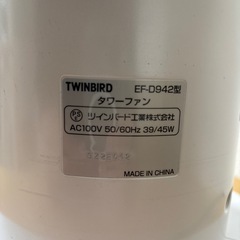 TWINBIRD EF-D942型
タワーファン
PS E ツインバード工業株式会社
AC100V 50/60Hz 39/45W
MADE IN CHINA